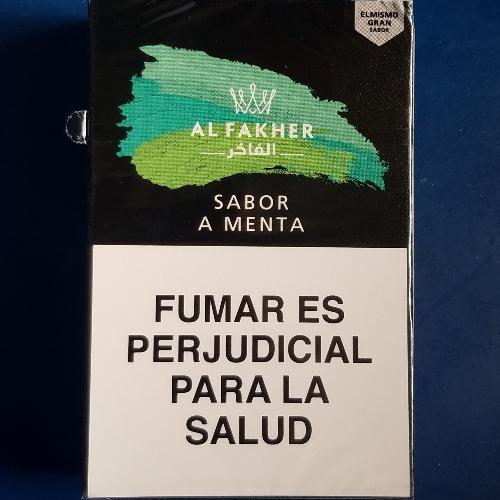 EL MISMO
GRAN
SABOR
AL FAKHER
الفاخر
SABOR
A MENTA
FUMAR ES
PERJUDICIAL
PARA LA
SALUD